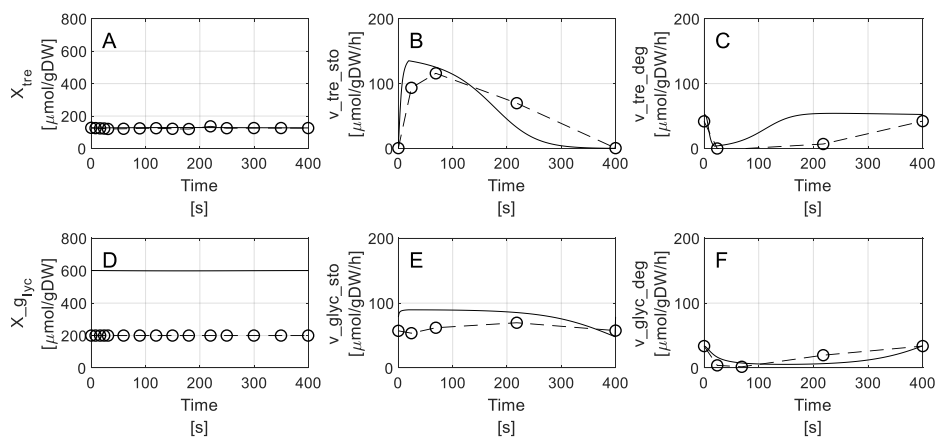 A
B
C
X_tre
[μmol/gDW]
800
600
400
200
0
0 100 200 300 400
Time
[s]
v_tre_sto
[μmol/gDW/h]
200
100
0
0 100 200 300 400
Time
[s]
v_tre_deg
[μmol/gDW/h]
200
100
0
0 100 200 300 400
Time
[s]
D
E
F
X_glyc
[μmol/gDW]
800
600
400
200
0
0 100 200 300 400
Time
[s]
v_glyc_sto
[μmol/gDW/h]
200
100
0
0 100 200 300 400
Time
[s]
v_glyc_deg
[μmol/gDW/h]
200
100
0
0 100 200 300 400
Time
[s]